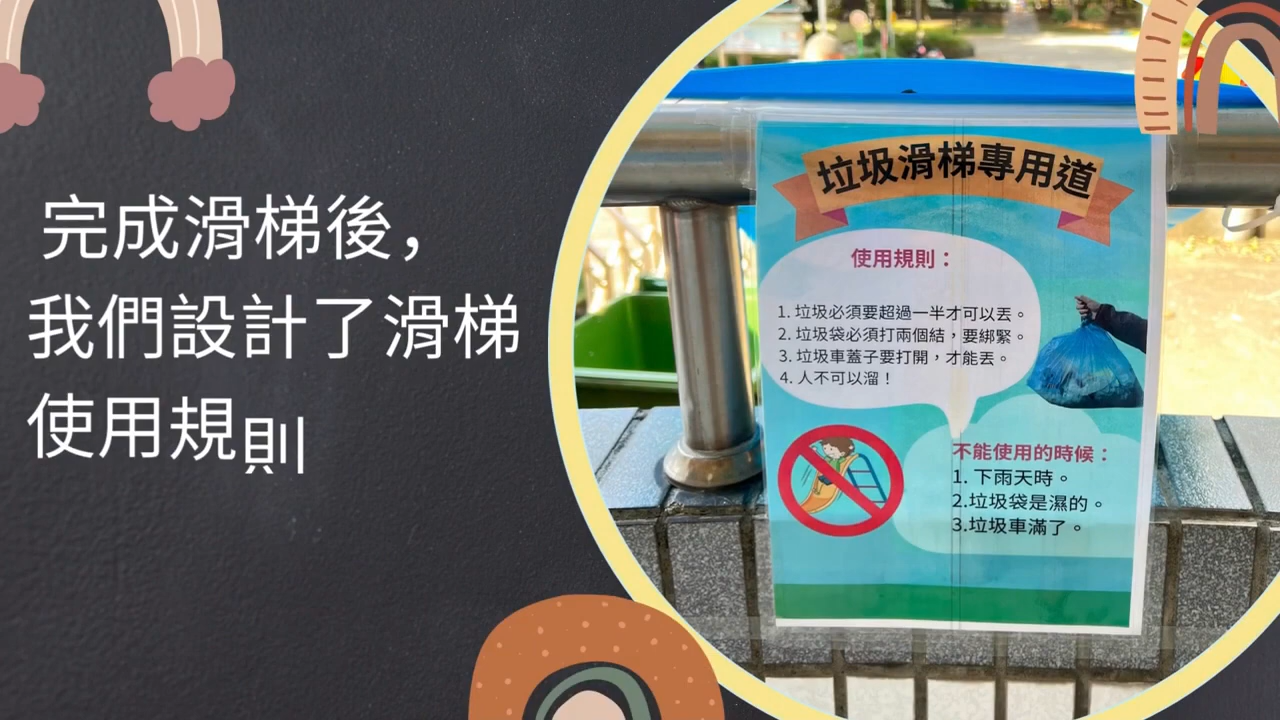 完成滑梯後，
我們設計了滑梯
使用規則
垃圾滑梯專用道
使用規則：
1. 垃圾必須要超過一半才可以丟。
2. 垃圾袋必須打兩個結，要綁緊。
3. 垃圾車蓋子要打開，才能丟。
4. 人不可以溜！
不能使用的時候：
1. 下雨天時。
2.垃圾袋是濕的。
3.垃圾車滿了。